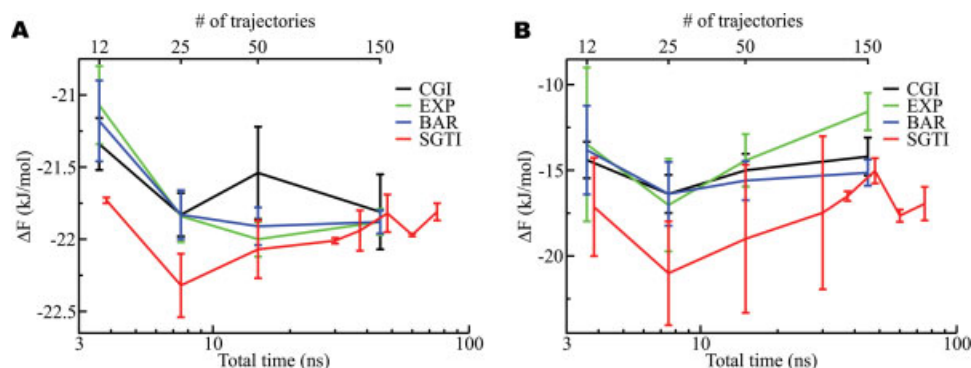 A
# of trajectories
12 25 50 150
-21
-21.5
-22
-22.5
ΔF (kJ/mol)
CGI
EXP
BAR
SGTI
3 10 100
Total time (ns)
B
# of trajectories
12 25 50 150
-10
-15
-20
ΔF (kJ/mol)
CGI
EXP
BAR
SGTI
3 10 100
Total time (ns)